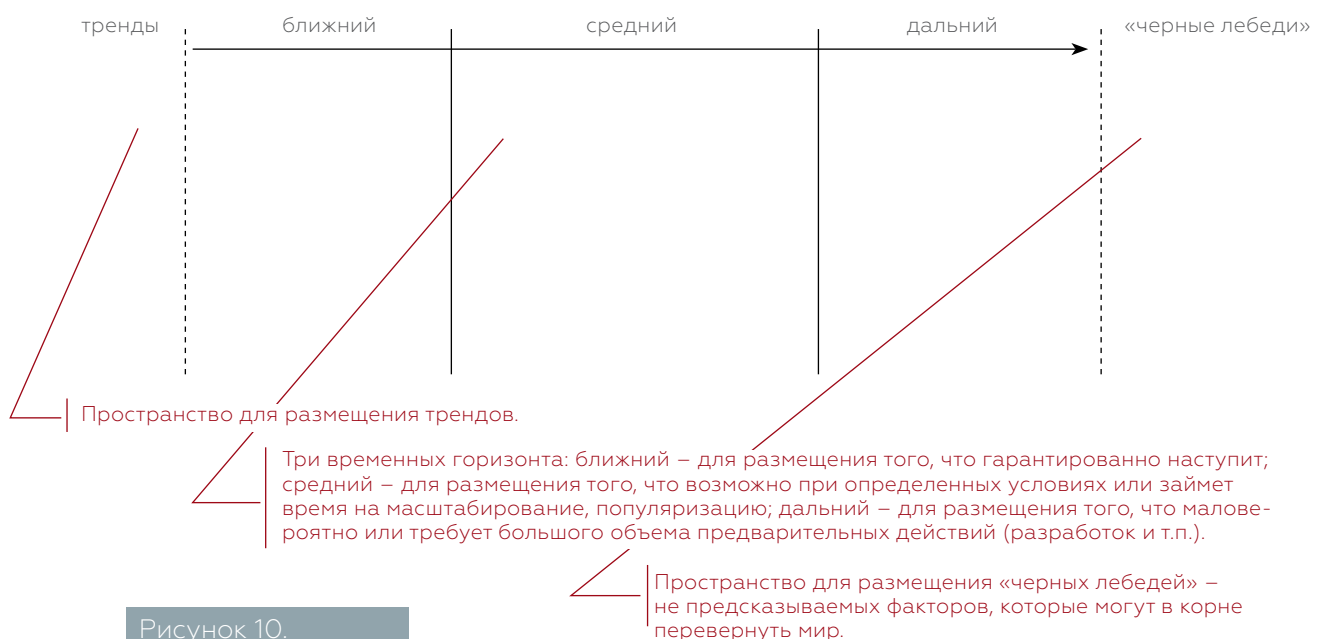 тренды ближний средний дальний «черные лебеди»
Пространство для размещения трендов.
Три временных горизонта: ближний – для размещения того, что гарантированно наступит;
средний – для размещения того, что возможно при определенных условиях или займет
время на масштабирование, популяризацию; дальний – для размещения того, что малове-
роятно или требует большого объема предварительных действий (разработок и т.п.).
Пространство для размещения «черных лебедей» –
не предсказываемых факторов, которые могут в корне
перевернуть мир.
Рисунок 10.